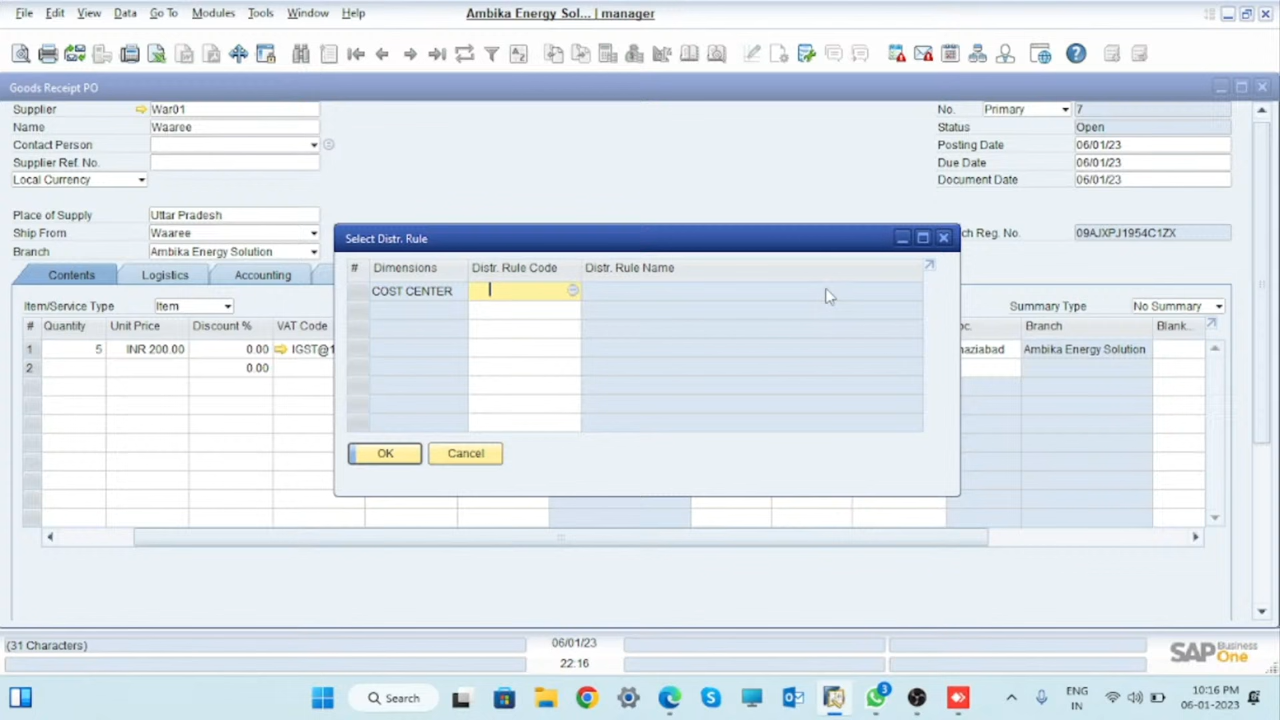 File Edit View Data Go To Modules Tools Window Help
Ambika Energy Sol... | manager
Goods Receipt PO
Supplier War01
Name Waaree
Contact Person
Supplier Ref. No.
Local Currency
No. Primary 7
Status Open
Posting Date 06/01/23
Due Date 06/01/23
Document Date 06/01/23
Place of Supply Uttar Pradesh
Ship From Waaree
Branch Ambika Energy Solution
Reg. No. 09AJXPJ1954C1ZX
Contents Logistics Accounting
Item/Service Type Item
Summary Type No Summary
# Quantity Unit Price Discount % VAT Code
Branch Blank...
1 5 INR 200.00 0.00 IGST@1
Ambika Energy Solution
2 0.00
Select Distr. Rule
# Dimensions Distr. Rule Code Distr. Rule Name
COST CENTER
OK Cancel
(31 Characters)
06/01/23
22:16
SAP Business One
Search
3
ENG
IN
10:16 PM
06-01-2023